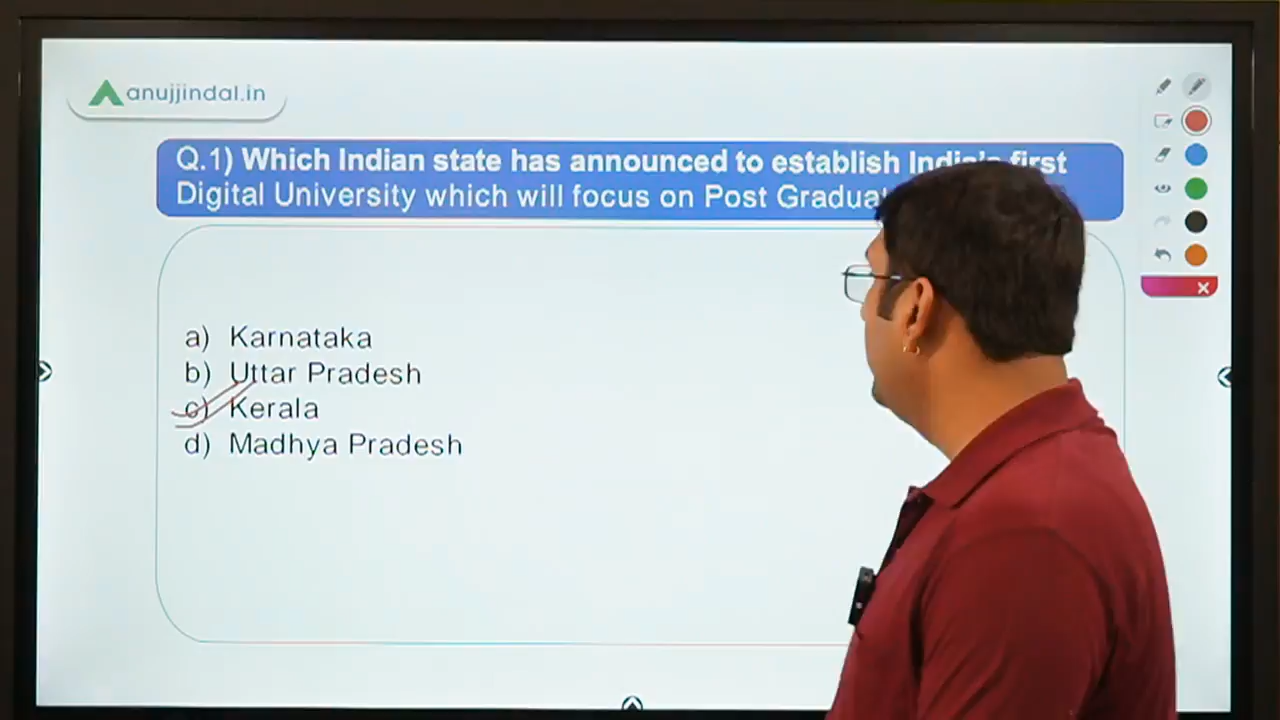 anujjindal.in
Q.1) Which Indian state has announced to establish India's first
Digital University which will focus on Post
a) Karnataka
b) Uttar Pradesh
c) Kerala
d) Madhya Pradesh